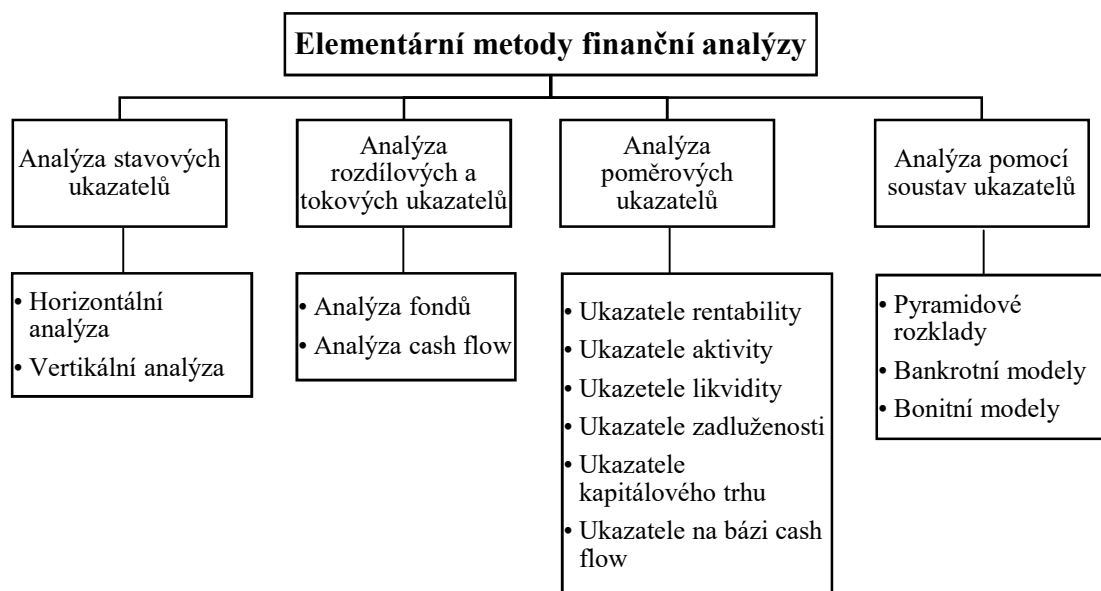 Elementární metody finanční analýzy
Analýza stavových
ukazatelů
Analýza
rozdílových a
tokových ukazatelů
Analýza
poměrových
ukazatelů
Analýza pomocí
soustav ukazatelů
• Horizontální
analýza
• Vertikální analýza
• Analýza fondů
• Analýza cash flow
• Ukazatele rentability
• Ukazatele aktivity
• Ukazetele likvidity
• Ukazatele zadluženosti
• Ukazatele
kapitálového trhu
• Ukazatele na bázi cash
flow
• Pyramidové
rozklady
• Bankrotní modely
• Bonitní modely